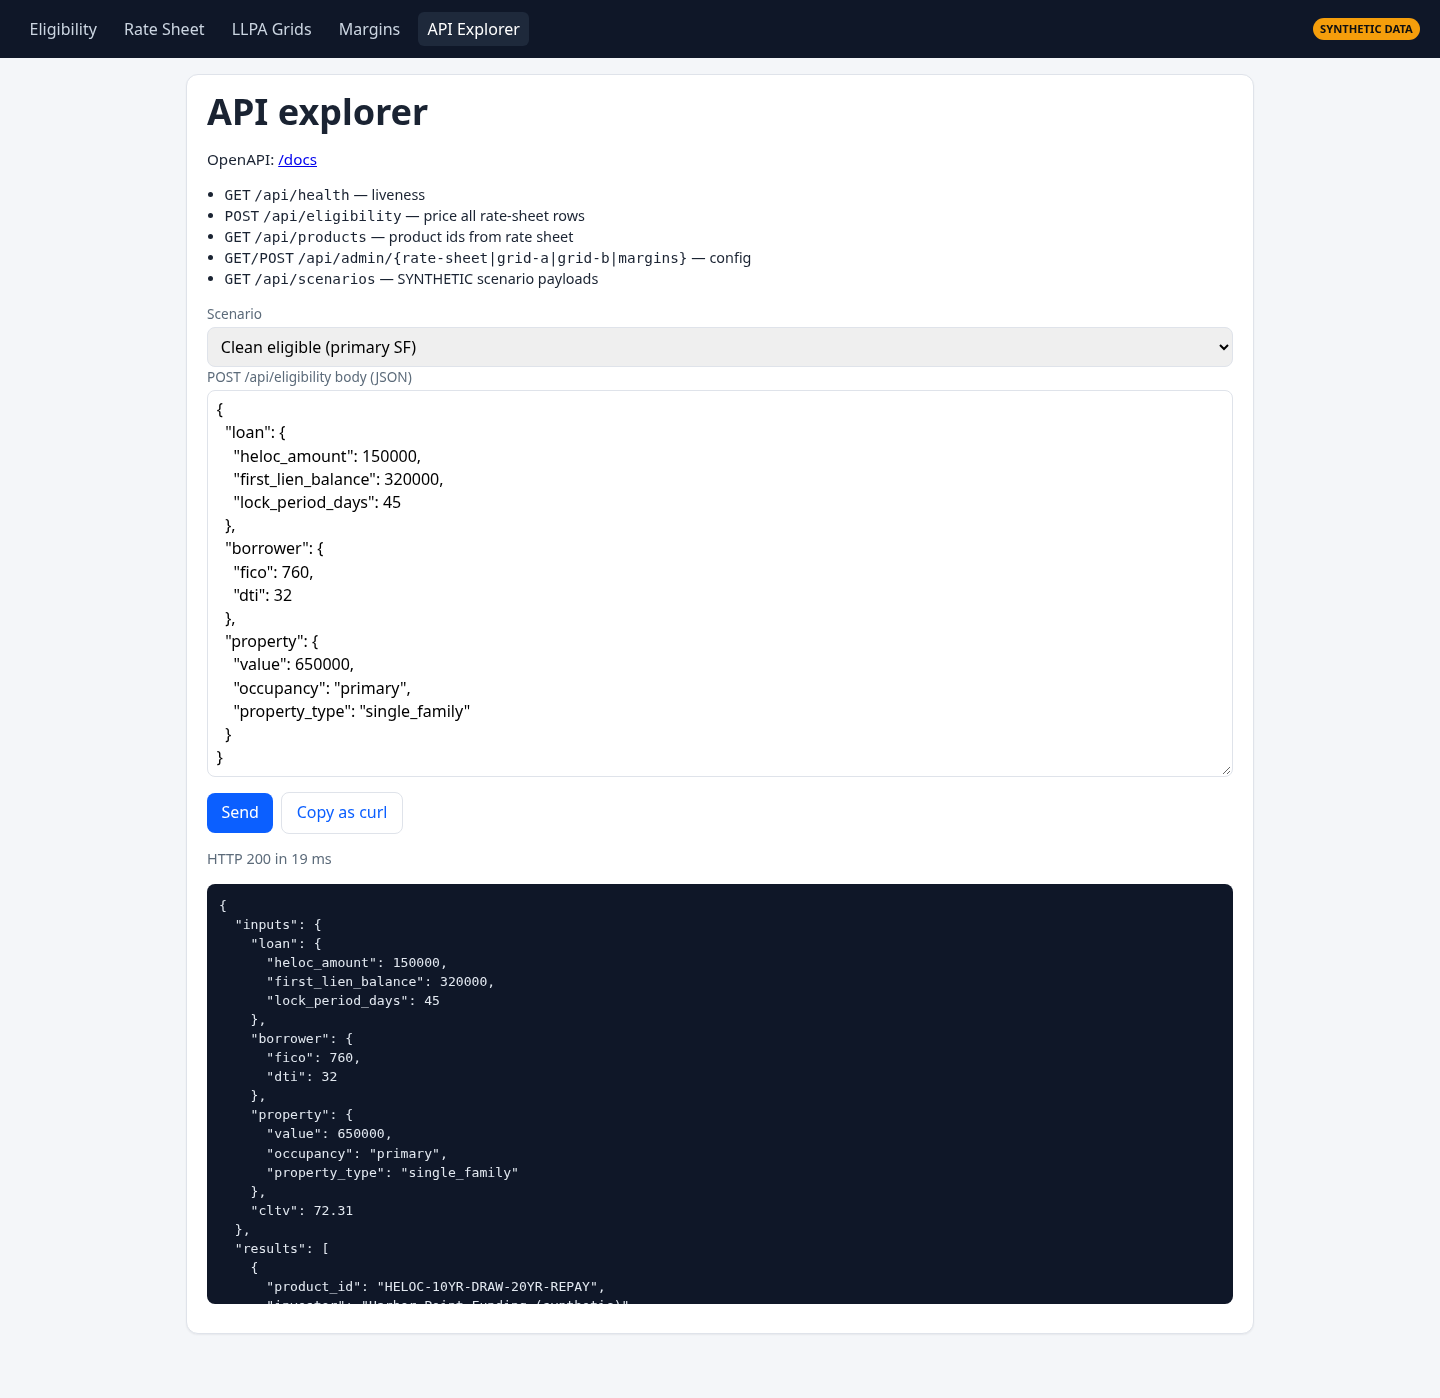 Eligibility Rate Sheet LLPA Grids Margins API Explorer SYNTHETIC DATA
API explorer
OpenAPI: /docs
• GET /api/health — liveness
• POST /api/eligibility — price all rate-sheet rows
• GET /api/products — product ids from rate sheet
• GET/POST /api/admin/{rate-sheet|grid-a|grid-b|margins} — config
• GET /api/scenarios — SYNTHETIC scenario payloads
Scenario
Clean eligible (primary SF)
POST /api/eligibility body (JSON)
{
  "loan": {
    "heloc_amount": 150000,
    "first_lien_balance": 320000,
    "lock_period_days": 45
  },
  "borrower": {
    "fico": 760,
    "dti": 32
  },
  "property": {
    "value": 650000,
    "occupancy": "primary",
    "property_type": "single_family"
  }
}
Send Copy as curl
HTTP 200 in 19 ms
{
  "inputs": {
    "loan": {
      "heloc_amount": 150000,
      "first_lien_balance": 320000,
      "lock_period_days": 45
    },
    "borrower": {
      "fico": 760,
      "dti": 32
    },
    "property": {
      "value": 650000,
      "occupancy": "primary",
      "property_type": "single_family"
    },
    "cltv": 72.31
  },
  "results": [
    {
      "product_id": "HELOC-10YR-DRAW-20YR-REPAY",
      "investor": "Harbor Point Funding (synthetic)"